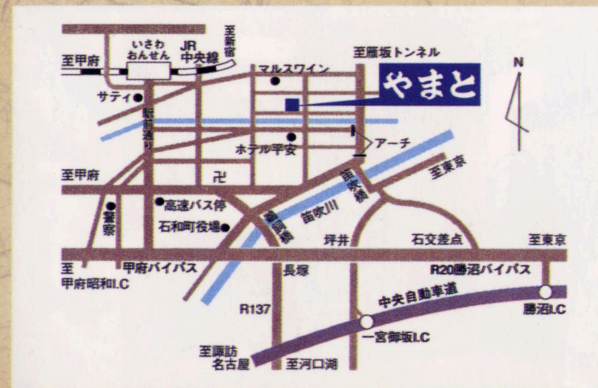 至新宿
いさわ
おんせん
JR
中央線
至甲府
至雁坂トンネル
N
マルスワイン
やまと
サティ
駅前通り
アーチ
ホテル平安
至甲府
卍
笛吹橋
至東京
高速バス停
笛吹川
警察
石和町役場
鵜飼橋
坪井
石交差点
至東京
至
甲府昭和I.C
甲府バイパス
長塚
R20勝沼バイパス
R137
中央自動車道
勝沼I.C
一宮御坂I.C
至諏訪
名古屋
至河口湖